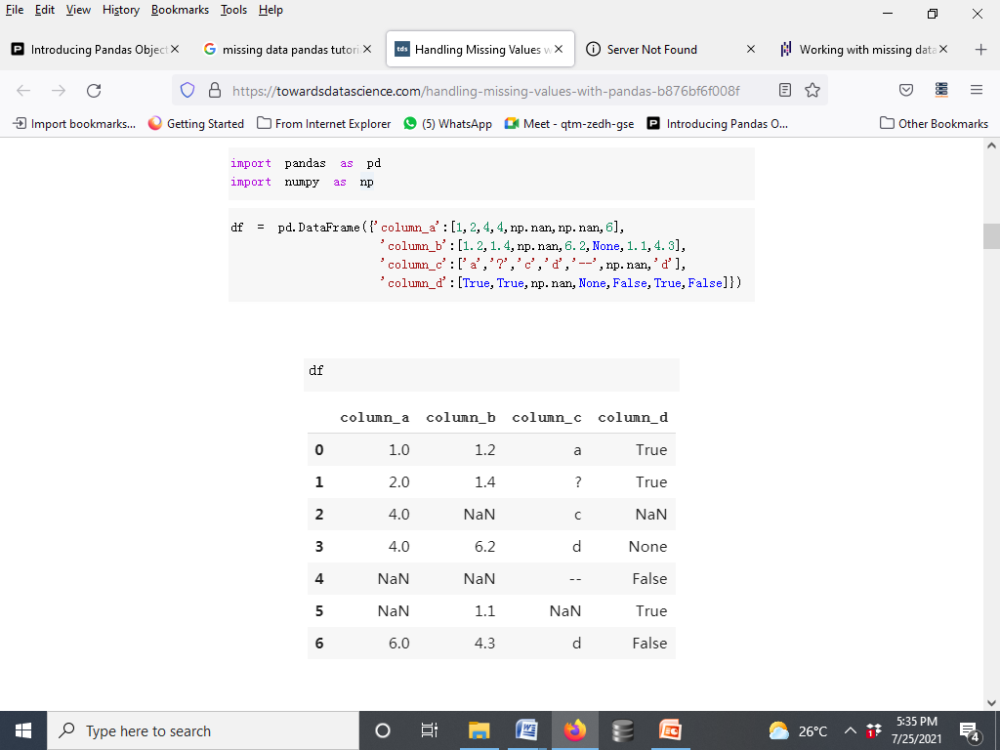 File Edit View History Bookmarks Tools Help
Introducing Pandas Object
missing data pandas tutori
tds Handling Missing Values w
Server Not Found
Working with missing data
https://towardsdatascience.com/handling-missing-values-with-pandas-b876bf6f008f
Import bookmarks... Getting Started From Internet Explorer (5) WhatsApp Meet - qtm-zedh-gse Introducing Pandas O... Other Bookmarks
import pandas as pd
import numpy as np
df = pd.DataFrame({'column_a':[1,2,4,4,np.nan,np.nan,6],
'column_b':[1.2,1.4,np.nan,6.2,None,1.1,4.3],
'column_c':['a','?','c','d','--',np.nan,'d'],
'column_d':[True,True,np.nan,None,False,True,False]})
df
column_a column_b column_c column_d
0 1.0 1.2 a True
1 2.0 1.4 ? True
2 4.0 NaN c NaN
3 4.0 6.2 d None
4 NaN NaN -- False
5 NaN 1.1 NaN True
6 6.0 4.3 d False
Type here to search
26°C
5:35 PM
7/25/2021
4